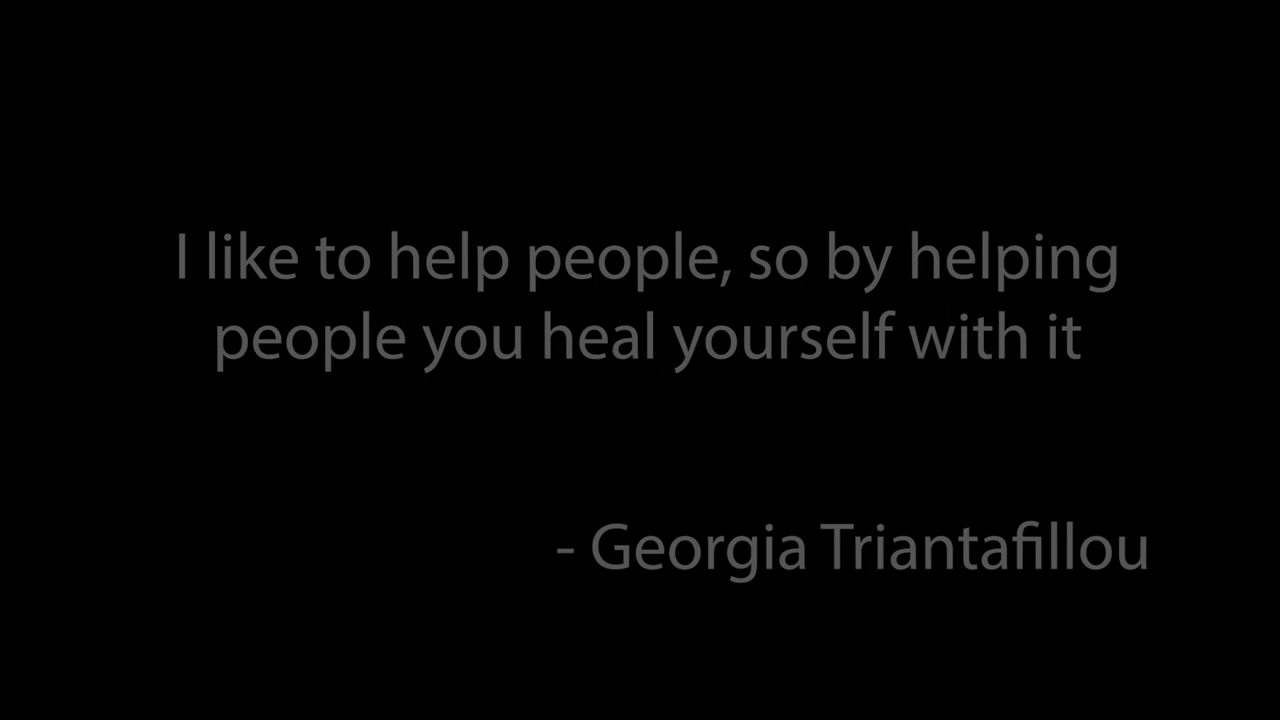 I like to help people, so by helping
people you heal yourself with it
- Georgia Triantafillou